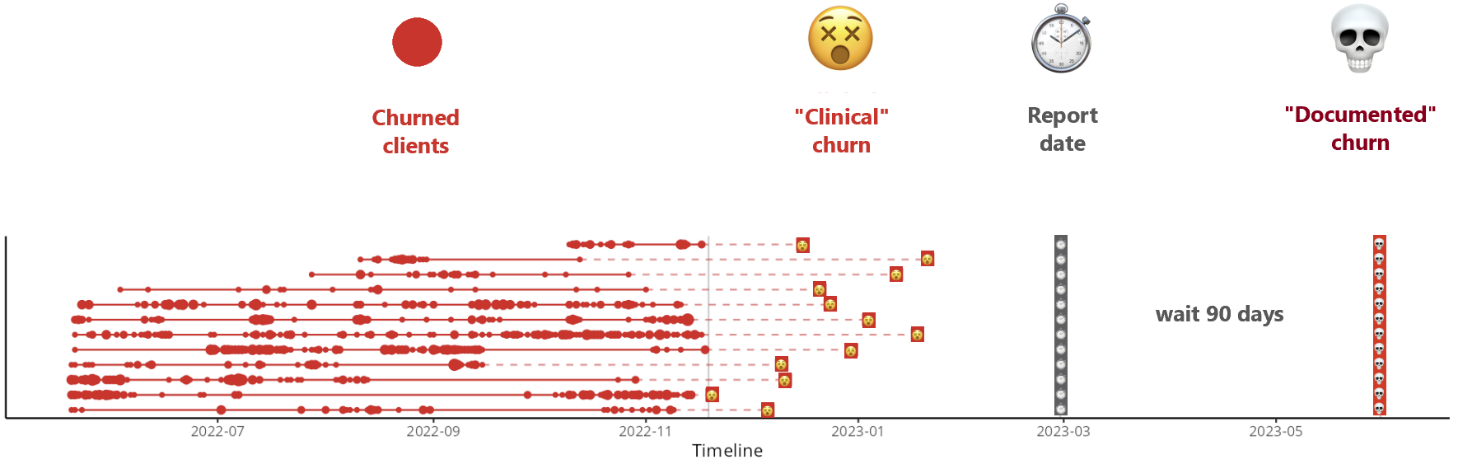 Churned
clients
"Clinical"
churn
Report
date
"Documented"
churn
wait 90 days
2022-07
2022-09
2022-11
2023-01
2023-03
2023-05
Timeline